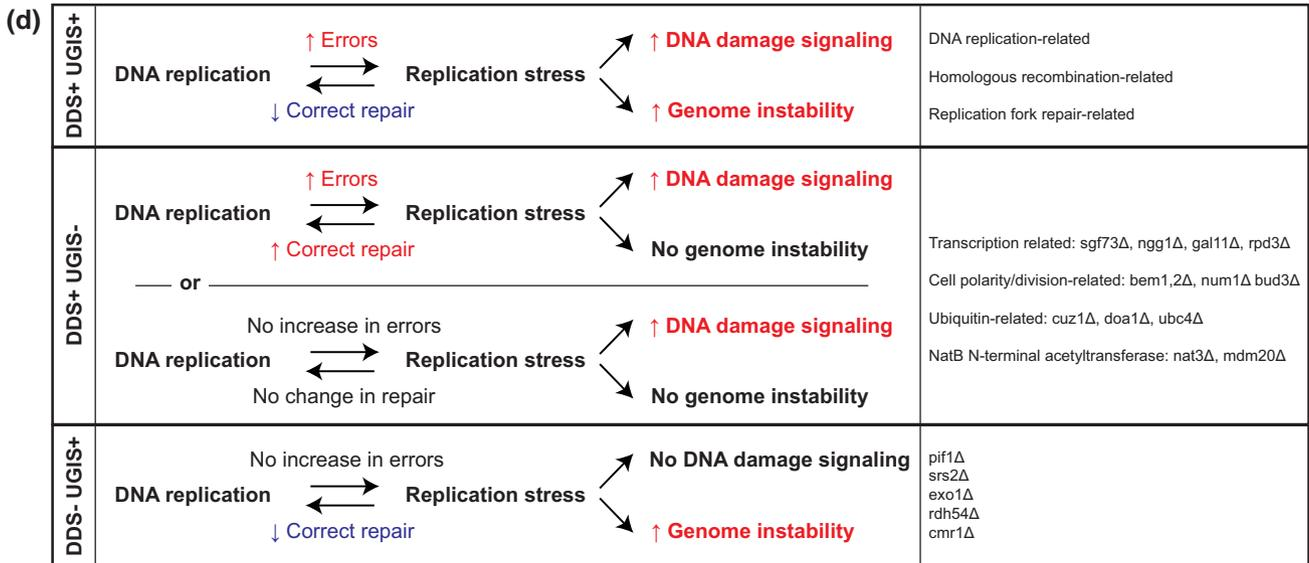 (d)
DDS+ UGIS+
↑ Errors
DNA replication
Replication stress
↓ Correct repair
↑ DNA damage signaling
↑ Genome instability
DNA replication-related
Homologous recombination-related
Replication fork repair-related
DDS+ UGIS-
↑ Errors
DNA replication
Replication stress
↑ Correct repair
↑ DNA damage signaling
No genome instability
or
No increase in errors
DNA replication
Replication stress
No change in repair
↑ DNA damage signaling
No genome instability
Transcription related: sgf73Δ, ngg1Δ, gal11Δ, rpd3Δ
Cell polarity/division-related: bem1,2Δ, num1Δ bud3Δ
Ubiquitin-related: cuz1Δ, doa1Δ, ubc4Δ
NatB N-terminal acetyltransferase: nat3Δ, mdm20Δ
DDS- UGIS+
No increase in errors
DNA replication
Replication stress
↓ Correct repair
No DNA damage signaling
↑ Genome instability
pif1Δ
srs2Δ
exo1Δ
rdh54Δ
cmr1Δ